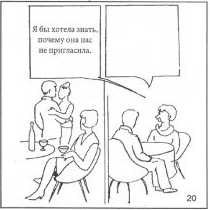 Я бы хотела знать,
почему она нас
не пригласила.
20